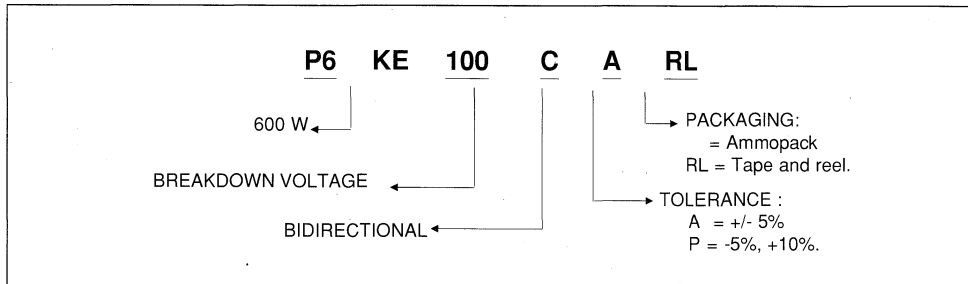 P6 KE 100 C A RL
600 W
PACKAGING:
= Ammopack
RL = Tape and reel.
BREAKDOWN VOLTAGE
TOLERANCE :
BIDIRECTIONAL
A = +/- 5%
P = -5%, +10%.